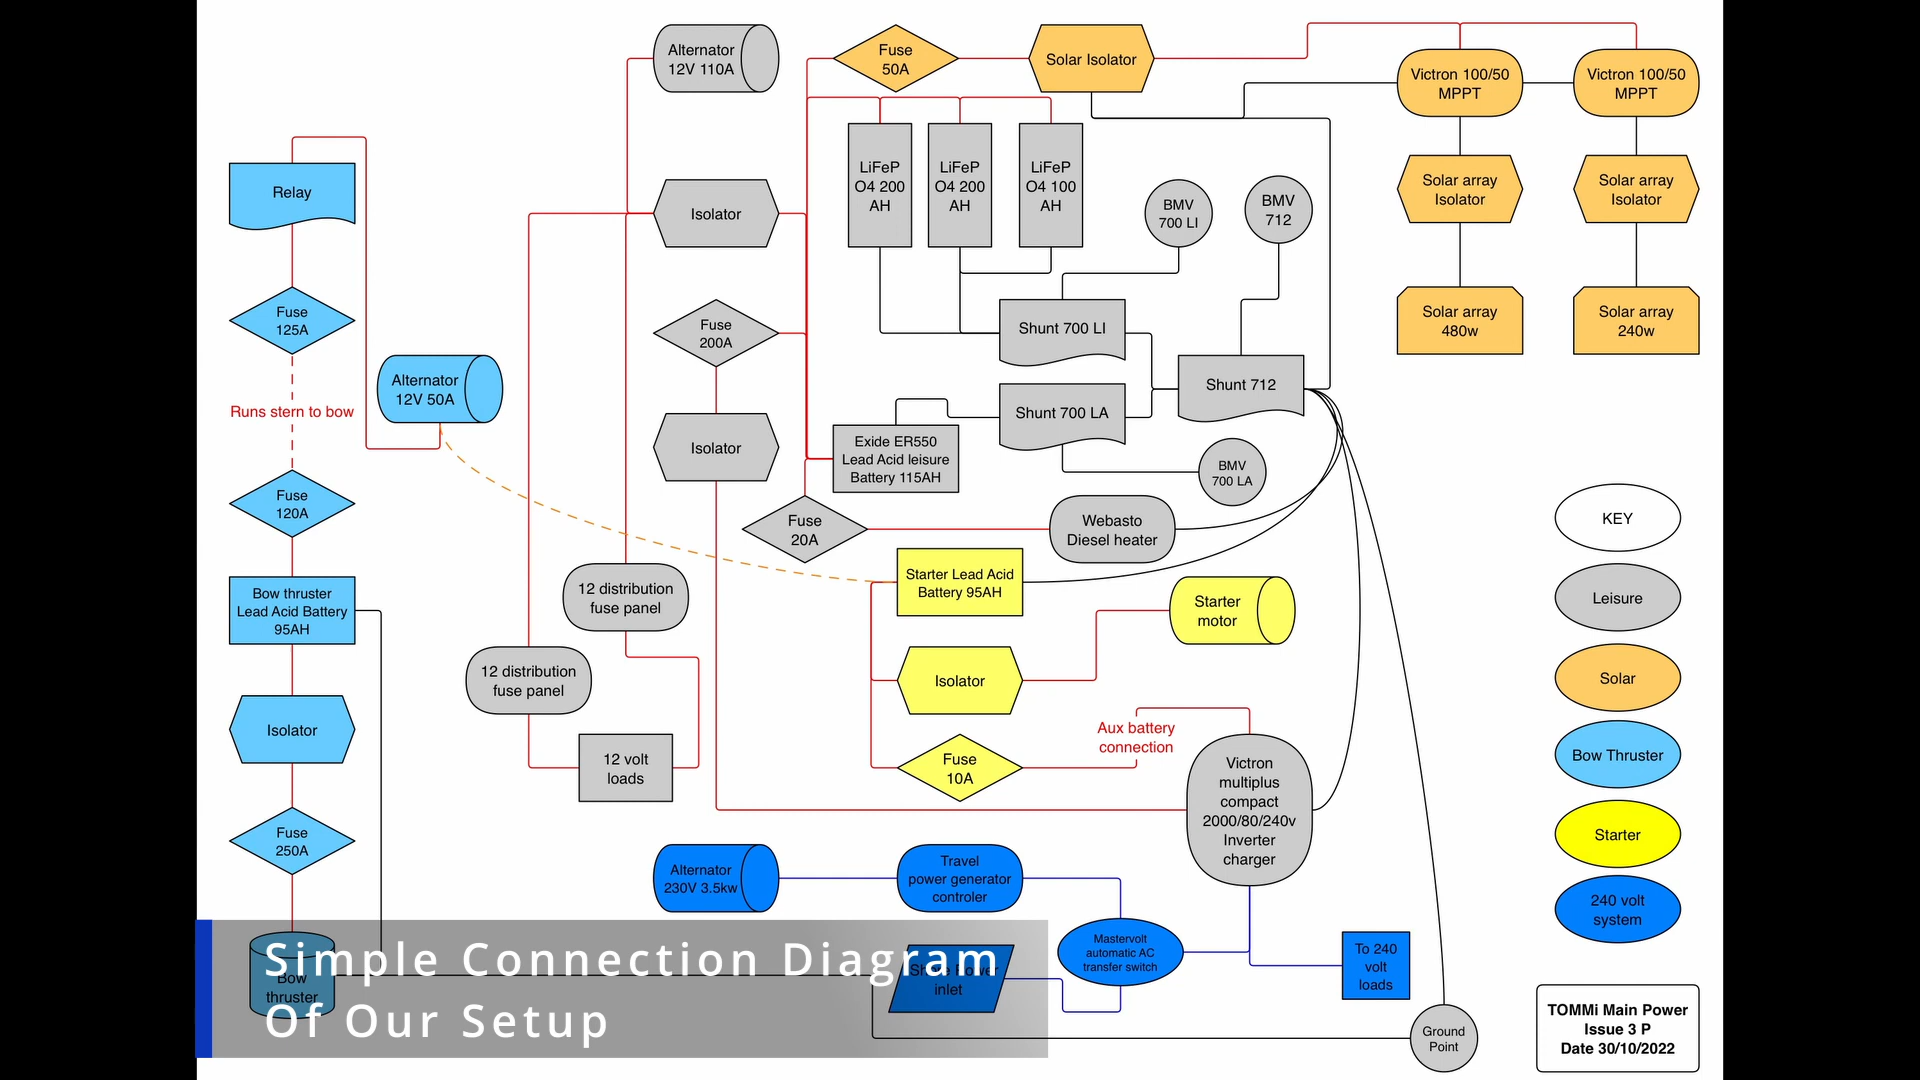 Alternator
12V 110A
Fuse
50A
Solar Isolator
Victron 100/50
MPPT
Victron 100/50
MPPT
Relay
Isolator
LiFeP
O4 200
AH
LiFeP
O4 200
AH
LiFeP
O4 100
AH
BMV
700 LI
BMV
712
Solar array
Isolator
Solar array
Isolator
Fuse
125A
Fuse
200A
Shunt 700 LI
Solar array
480w
Solar array
240w
Runs stern to bow
Alternator
12V 50A
Shunt 700 LA
Shunt 712
Isolator
Exide ER550
Lead Acid leisure
Battery 115AH
BMV
700 LA
Fuse
120A
Fuse
20A
Webasto
Diesel heater
KEY
Bow thruster
Lead Acid Battery
95AH
12 distribution
fuse panel
Starter Lead Acid
Battery 95AH
Starter
motor
Leisure
12 distribution
fuse panel
Isolator
Solar
Isolator
12 volt
loads
Fuse
10A
Aux battery
connection
Victron
multiplus
compact
2000/80/240v
Inverter
charger
Bow Thruster
Fuse
250A
Starter
Alternator
230V 3.5kw
Travel
power generator
controler
240 volt
system
Mastervolt
automatic AC
transfer switch
To 240
volt
loads
Bow
thruster
inlet
Simple Connection Diagram
Of Our Setup
Ground
Point
TOMMi Main Power
Issue 3 P
Date 30/10/2022